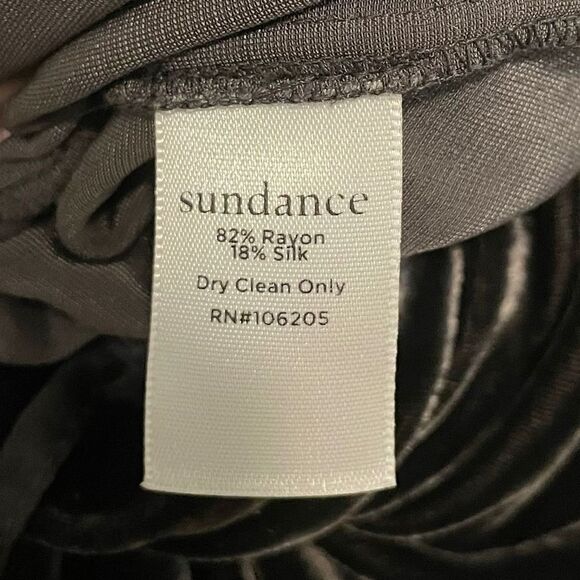 sundance
82% Rayon
18% Silk
Dry Clean Only
RN#106205